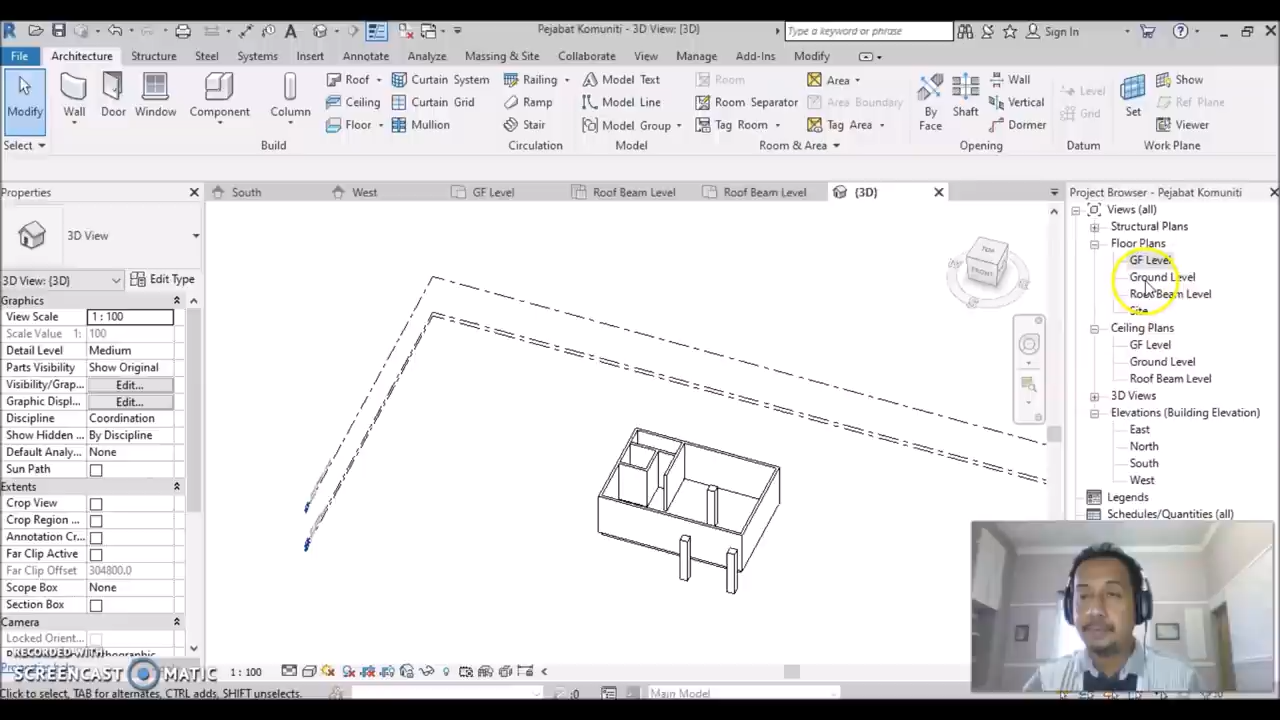 Pejabat Komuniti - 3D View: {3D}
Type a keyword or phrase
Sign In
File
Architecture
Structure
Steel
Systems
Insert
Annotate
Analyze
Massing & Site
Collaborate
View
Manage
Add-Ins
Modify
Modify
Wall
Door
Window
Component
Column
Roof
Ceiling
Floor
Curtain System
Curtain Grid
Mullion
Railing
Ramp
Stair
Model Text
Model Line
Model Group
Room
Room Separator
Tag Room
Area
Area Boundary
Tag Area
By
Face
Shaft
Wall
Vertical
Dormer
Level
Grid
Set
Show
Ref Plane
Viewer
Select
Build
Circulation
Model
Room & Area
Opening
Datum
Work Plane
Properties
South
West
GF Level
Roof Beam Level
Roof Beam Level
{3D}
Project Browser - Pejabat Komuniti
3D View
3D View: {3D}
Edit Type
Graphics
View Scale
1 : 100
Scale Value 1:
100
Detail Level
Medium
Parts Visibility
Show Original
Visibility/Grap...
Edit...
Graphic Displ...
Edit...
Discipline
Coordination
Show Hidden ...
By Discipline
Default Analy...
None
Sun Path
Extents
Crop View
Crop Region ...
Annotation Cr...
Far Clip Active
Far Clip Offset
304800.0
Scope Box
None
Section Box
Camera
Locked Orient...
TOP
FRONT
Views (all)
Structural Plans
Floor Plans
GF Level
Ground Level
Roof Beam Level
Site
Ceiling Plans
GF Level
Ground Level
Roof Beam Level
3D Views
Elevations (Building Elevation)
East
North
South
West
Legends
Schedules/Quantities (all)
RECORDED WITH
SCREENCAST MATIC
1 : 100
Click to select, TAB for alternates, CTRL adds, SHIFT unselects.
:0
Main Model